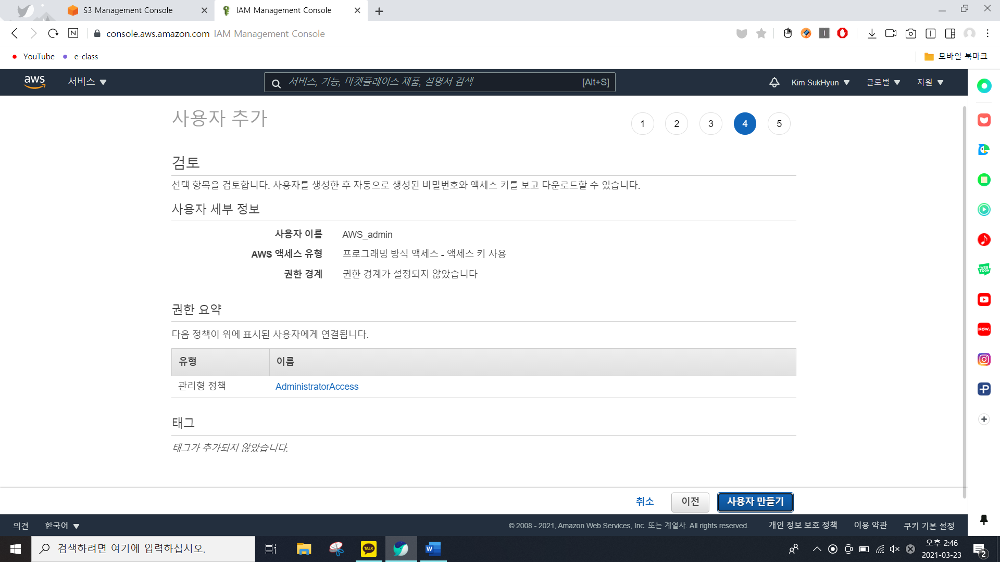 S3 Management Console
IAM Management Console
N
console.aws.amazon.com IAM Management Console
YouTube
e-class
모바일 북마크
aws
서비스
서비스, 기능, 마켓플레이스 제품, 설명서 검색
[Alt+S]
Kim SukHyun
글로벌
지원
사용자 추가
1
2
3
4
5
검토
선택 항목을 검토합니다. 사용자를 생성한 후 자동으로 생성된 비밀번호와 액세스 키를 보고 다운로드할 수 있습니다.
사용자 세부 정보
사용자 이름 AWS_admin
AWS 액세스 유형 프로그래밍 방식 액세스 - 액세스 키 사용
권한 경계 권한 경계가 설정되지 않았습니다
권한 요약
다음 정책이 위에 표시된 사용자에게 연결됩니다.
유형 이름
관리형 정책 AdministratorAccess
태그
태그가 추가되지 않았습니다.
취소
이전
사용자 만들기
WEB
TOON
NOW.
의견
한국어
© 2008 - 2021, Amazon Web Services, Inc. 또는 계열사. All rights reserved.
개인 정보 보호 정책
이용 약관
쿠키 기본 설정
검색하려면 여기에 입력하십시오.
TALK
W
오후 2:46
2021-03-23
2